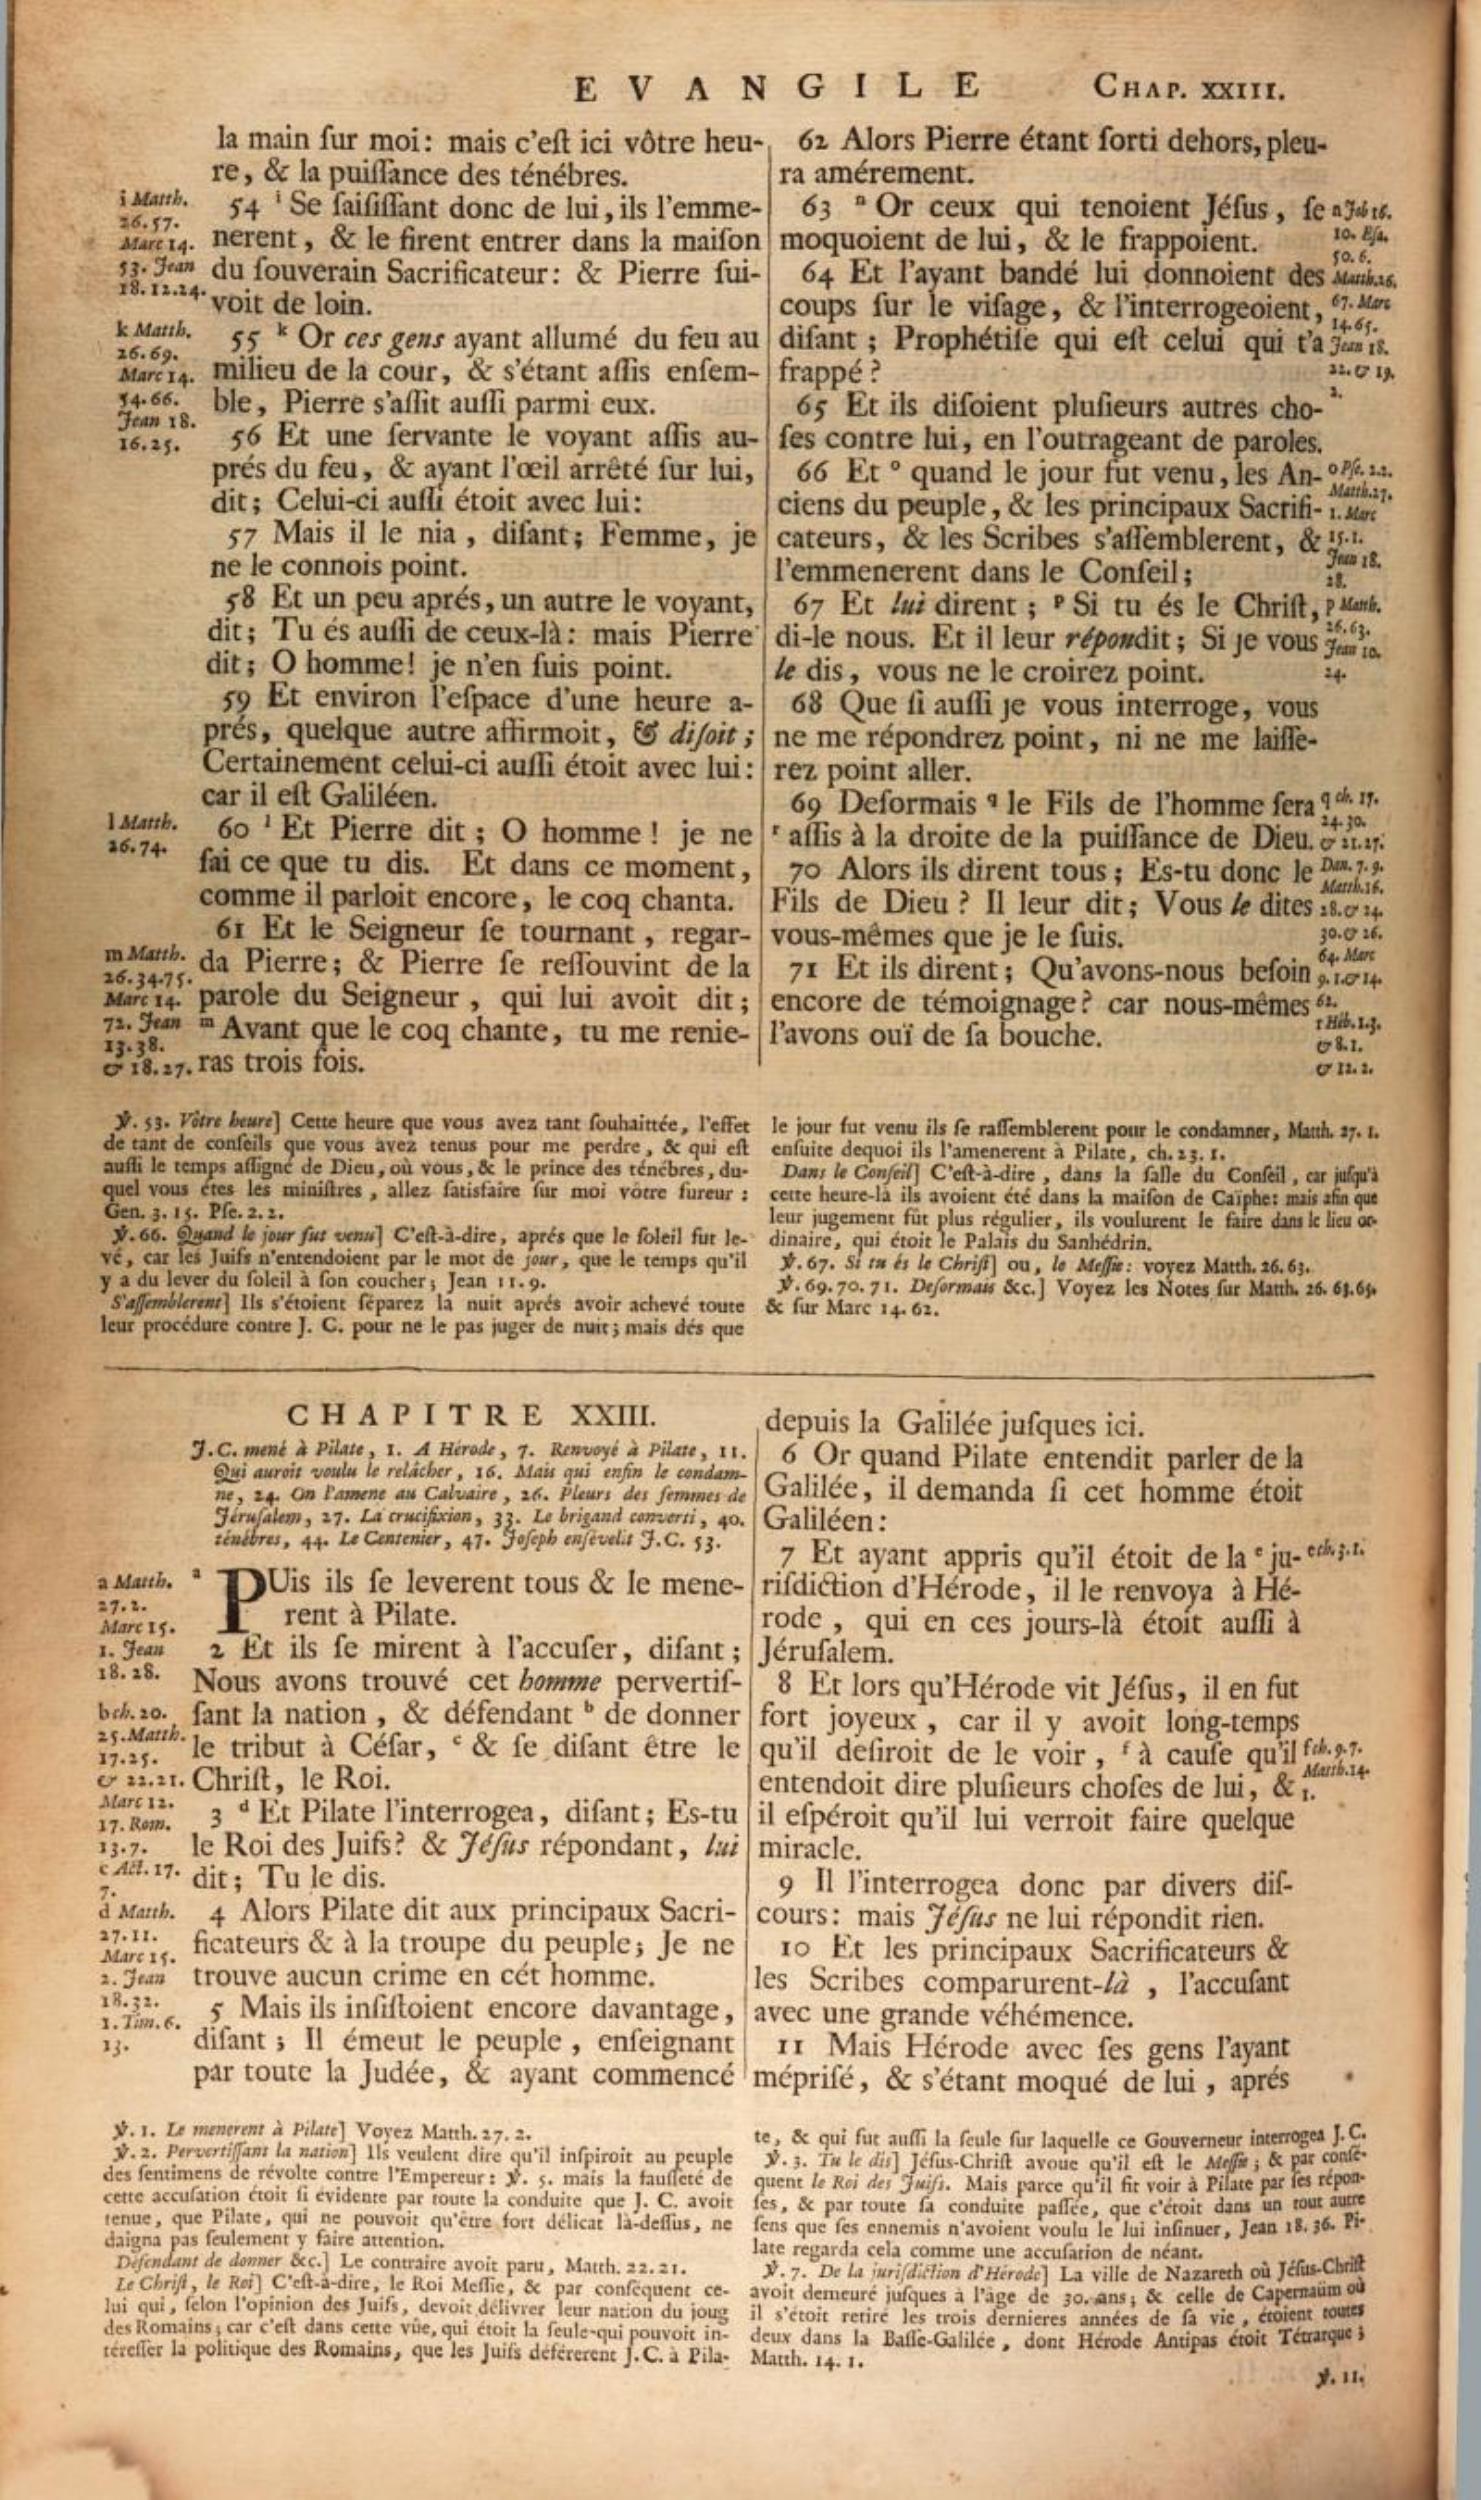 EVANGILE CHAP. XXIII.
la main ſur moi: mais c'eſt ici vôtre heu-
re, & la puiſſance des ténébres.
54 i Se ſaiſiſſant donc de lui, ils l'emme-
nerent, & le firent entrer dans la maiſon
du ſouverain Sacrificateur: & Pierre ſui-
voit de loin.
55 k Or ces gens ayant allumé du feu au
milieu de la cour, & s'étant aſſis enſem-
ble, Pierre s'aſſit auſſi parmi eux.
56 Et une ſervante le voyant aſſis au-
prés du feu, & ayant l'œil arrêté ſur lui,
dit; Celui-ci auſſi étoit avec lui:
57 Mais il le nia, diſant; Femme, je
ne le connois point.
58 Et un peu aprés, un autre le voyant,
dit; Tu és auſſi de ceux-là: mais Pierre
dit; O homme! je n'en ſuis point.
59 Et environ l'eſpace d'une heure a-
prés, quelque autre affirmoit, & diſoit;
Certainement celui-ci auſſi étoit avec lui:
car il eſt Galiléen.
60 l Et Pierre dit; O homme! je ne
ſai ce que tu dis. Et dans ce moment,
comme il parloit encore, le coq chanta.
61 Et le Seigneur ſe tournant, regar-
da Pierre; & Pierre ſe reſſouvint de la
parole du Seigneur, qui lui avoit dit;
m Avant que le coq chante, tu me renie-
ras trois fois.
i Matth.
26.57.
Marc 14.
53. Jean
18.12.24.
k Matth.
26.69.
Marc 14.
54.66.
Jean 18.
16.25.
l Matth.
26.74.
m Matth.
26.34.75.
Marc 14.
72. Jean
13.38.
& 18.27.
62 Alors Pierre étant ſorti dehors, pleu-
ra amérement.
63 n Or ceux qui tenoient Jéſus, ſe
moquoient de lui, & le frappoient.
64 Et l'ayant bandé lui donnoient des
coups ſur le viſage, & l'interrogeoient,
diſant; Prophétiſe qui eſt celui qui t'a
frappé?
65 Et ils diſoient pluſieurs autres cho-
ſes contre lui, en l'outrageant de paroles.
66 Et o quand le jour fut venu, les An-
ciens du peuple, & les principaux Sacrifi-
cateurs, & les Scribes s'aſſemblerent, &
l'emmenerent dans le Conſeil;
67 Et lui dirent; p Si tu és le Chriſt,
di-le nous. Et il leur répondit; Si je vous
le dis, vous ne le croirez point.
68 Que ſi auſſi je vous interroge, vous
ne me répondrez point, ni ne me laiſſe-
rez point aller.
69 Deſormais q le Fils de l'homme ſera
r aſſis à la droite de la puiſſance de Dieu.
70 Alors ils dirent tous; Es-tu donc le
Fils de Dieu? Il leur dit; Vous le dites
vous-mêmes que je le ſuis.
71 Et ils dirent; Qu'avons-nous beſoin
encore de témoignage? car nous-mêmes
l'avons ouï de ſa bouche.
n Job 16.
10. Eſa.
50.6.
Matth.26.
67. Marc
14.65.
Jean 18.
22. & 19.
2.
o Pſe. 2.2.
Matth.27.
1. Marc
15.1.
Jean 18.
28.
p Matth.
26.63.
Jean 10.
24.
q ch. 17.
24.30.
& 21.27.
Dan. 7.9.
Matth.16.
28. & 24.
30. & 26.
64. Marc
9.1. & 14.
62.
r Héb.1.3.
& 8.1.
& 12.2.
℣. 53. Vôtre heure] Cette heure que vous avez tant ſouhaittée, l'effet
de tant de conſeils que vous avez tenus pour me perdre, & qui eſt
auſſi le temps aſſigné de Dieu, où vous, & le prince des ténébres, du-
quel vous étes les miniſtres, allez ſatisfaire ſur moi vôtre fureur:
Gen. 3. 15. Pſe. 2. 2.
℣. 66. Quand le jour fut venu] C'eſt-à-dire, aprés que le ſoleil fut le-
vé, car les Juifs n'entendoient par le mot de jour, que le temps qu'il
y a du lever du ſoleil à ſon coucher; Jean 11. 9.
S'aſſemblerent] Ils s'étoient ſéparez la nuit aprés avoir achevé toute
leur procédure contre J. C. pour ne le pas juger de nuit; mais dés que
le jour fut venu ils ſe raſſemblerent pour le condamner, Matth. 27. 1.
enſuite dequoi ils l'amenerent à Pilate, ch. 23. 1.
Dans le Conſeil] C'eſt-à-dire, dans la ſalle du Conſeil, car juſqu'à
cette heure-là ils avoient été dans la maiſon de Caïphe: mais afin que
leur jugement fût plus régulier, ils voulurent le faire dans le lieu or-
dinaire, qui étoit le Palais du Sanhédrin.
℣. 67. Si tu és le Chriſt] ou, le Meſſie: voyez Matth. 26. 63.
℣. 69. 70. 71. Deſormais &c.] Voyez les Notes ſur Matth. 26. 63. 65.
& ſur Marc 14. 62.
CHAPITRE XXIII.
J. C. mené à Pilate, 1. A Hérode, 7. Renvoyé à Pilate, 11.
Qui auroit voulu le relâcher, 16. Mais qui enfin le condam-
ne, 24. On l'amene au Calvaire, 26. Pleurs des femmes de
Jéruſalem, 27. La crucifixion, 33. Le brigand converti, 40.
ténébres, 44. Le Centenier, 47. Joſeph enſévelit J. C. 53.
a PUis ils ſe leverent tous & le mene-
rent à Pilate.
2 Et ils ſe mirent à l'accuſer, diſant;
Nous avons trouvé cet homme pervertiſ-
ſant la nation, & défendant b de donner
le tribut à Céſar, c & ſe diſant être le
Chriſt, le Roi.
3 d Et Pilate l'interrogea, diſant; Es-tu
le Roi des Juifs? & Jéſus répondant, lui
dit; Tu le dis.
4 Alors Pilate dit aux principaux Sacri-
ficateurs & à la troupe du peuple; Je ne
trouve aucun crime en cét homme.
5 Mais ils inſiſtoient encore davantage,
diſant; Il émeut le peuple, enſeignant
par toute la Judée, & ayant commencé
a Matth.
27.2.
Marc 15.
1. Jean
18.28.
b ch. 20.
25. Matth.
17.25.
& 22.21.
Marc 12.
17. Rom.
13.7.
c Act. 17.
7.
d Matth.
27.11.
Marc 15.
2. Jean
18.32.
1. Tim. 6.
13.
depuis la Galilée juſques ici.
6 Or quand Pilate entendit parler de la
Galilée, il demanda ſi cet homme étoit
Galiléen:
7 Et ayant appris qu'il étoit de la e ju-
riſdiction d'Hérode, il le renvoya à Hé-
rode, qui en ces jours-là étoit auſſi à
Jéruſalem.
8 Et lors qu'Hérode vit Jéſus, il en fut
fort joyeux, car il y avoit long-temps
qu'il deſiroit de le voir, f à cauſe qu'il
entendoit dire pluſieurs choſes de lui, &
il eſpéroit qu'il lui verroit faire quelque
miracle.
9 Il l'interrogea donc par divers diſ-
cours: mais Jéſus ne lui répondit rien.
10 Et les principaux Sacrificateurs &
les Scribes comparurent-là, l'accuſant
avec une grande véhémence.
11 Mais Hérode avec ſes gens l'ayant
mépriſé, & s'étant moqué de lui, aprés
e ch. 3. 1.
f ch. 9. 7.
Matth.14.
1.
℣. 1. Le menerent à Pilate] Voyez Matth. 27. 2.
℣. 2. Pervertiſſant la nation] Ils veulent dire qu'il inſpiroit au peuple
des ſentimens de révolte contre l'Empereur: ℣. 5. mais la fauſſeté de
cette accuſation étoit ſi évidente par toute la conduite que J. C. avoit
tenue, que Pilate, qui ne pouvoit qu'être fort délicat là-deſſus, ne
daigna pas ſeulement y faire attention.
Défendant de donner &c.] Le contraire avoit paru, Matth. 22. 21.
Le Chriſt, le Roi] C'eſt-à-dire, le Roi Meſſie, & par conſéquent ce-
lui qui, ſelon l'opinion des Juifs, devoit délivrer leur nation du joug
des Romains; car c'eſt dans cette vûe, qui étoit la ſeule qui pouvoit in-
téreſſer la politique des Romains, que les Juifs déférerent J. C. à Pila-
te, & qui fut auſſi la ſeule ſur laquelle ce Gouverneur interrogea J. C.
℣. 3. Tu le dis] Jéſus-Chriſt avoue qu'il eſt le Meſſie; & par conſé-
quent le Roi des Juifs. Mais parce qu'il fit voir à Pilate par ſes répon-
ſes, & par toute ſa conduite paſſée, que c'étoit dans un tout autre
ſens que ſes ennemis n'avoient voulu le lui inſinuer, Jean 18. 36. Pi-
late regarda cela comme une accuſation de néant.
℣. 7. De la juriſdiction d'Hérode] La ville de Nazareth où Jéſus-Chriſt
avoit demeuré juſques à l'âge de 30. ans; & celle de Capernaüm où
il s'étoit retiré les trois dernieres années de ſa vie, étoient toutes
deux dans la Baſſe-Galilée, dont Hérode Antipas étoit Tétrarque;
Matth. 14. 1.
℣. 11.